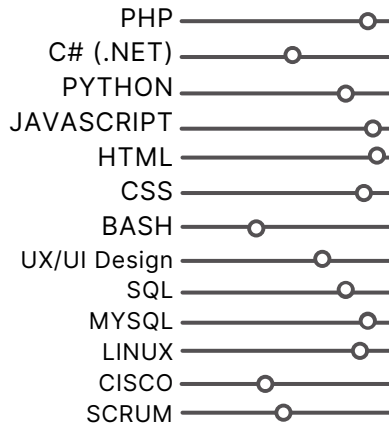 PHP
C# (.NET)
PYTHON
JAVASCRIPT
HTML
CSS
BASH
UX/UI Design
SQL
MYSQL
LINUX
CISCO
SCRUM